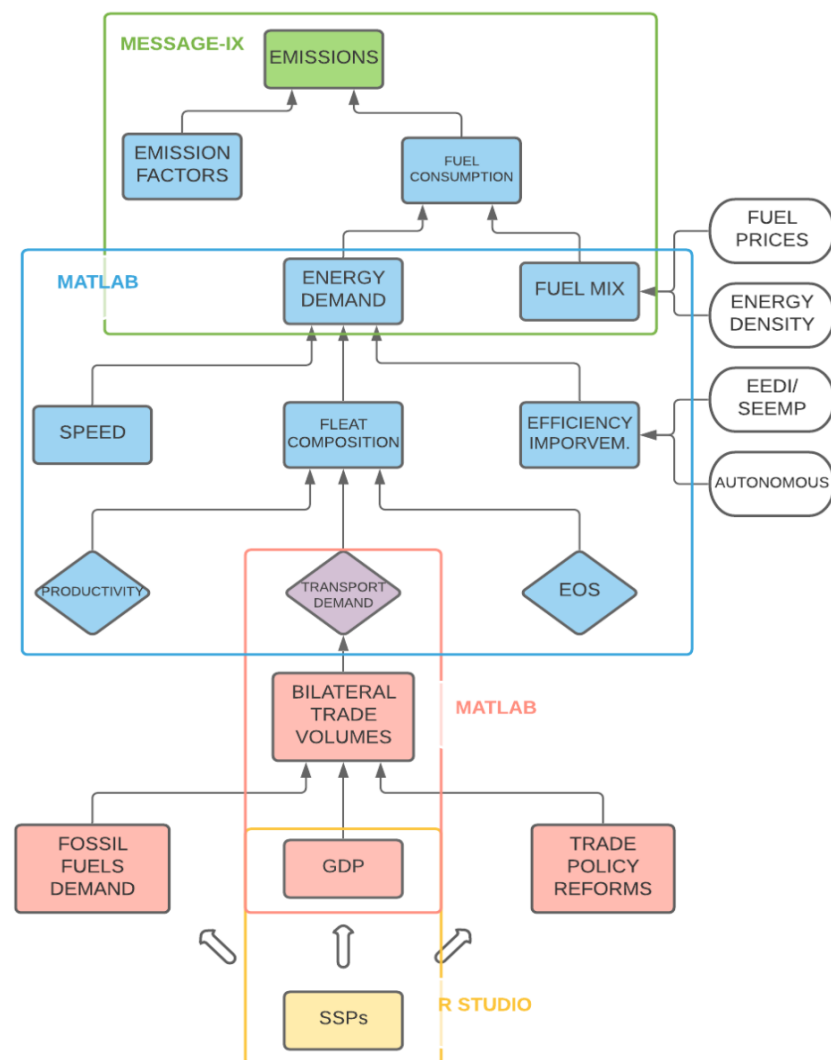 MESSAGE-IX
EMISSIONS
EMISSION
FACTORS
FUEL
CONSUMPTION
FUEL
PRICES
MATLAB
ENERGY
DEMAND
FUEL MIX
ENERGY
DENSITY
SPEED
FLEAT
COMPOSITION
EFFICIENCY
IMPORVEM.
EEDI/
SEEMP
AUTONOMOUS
PRODUCTIVITY
TRANSPORT
DEMAND
EOS
BILATERAL
TRADE
VOLUMES
MATLAB
FOSSIL
FUELS
DEMAND
GDP
TRADE
POLICY
REFORMS
SSPs
R STUDIO